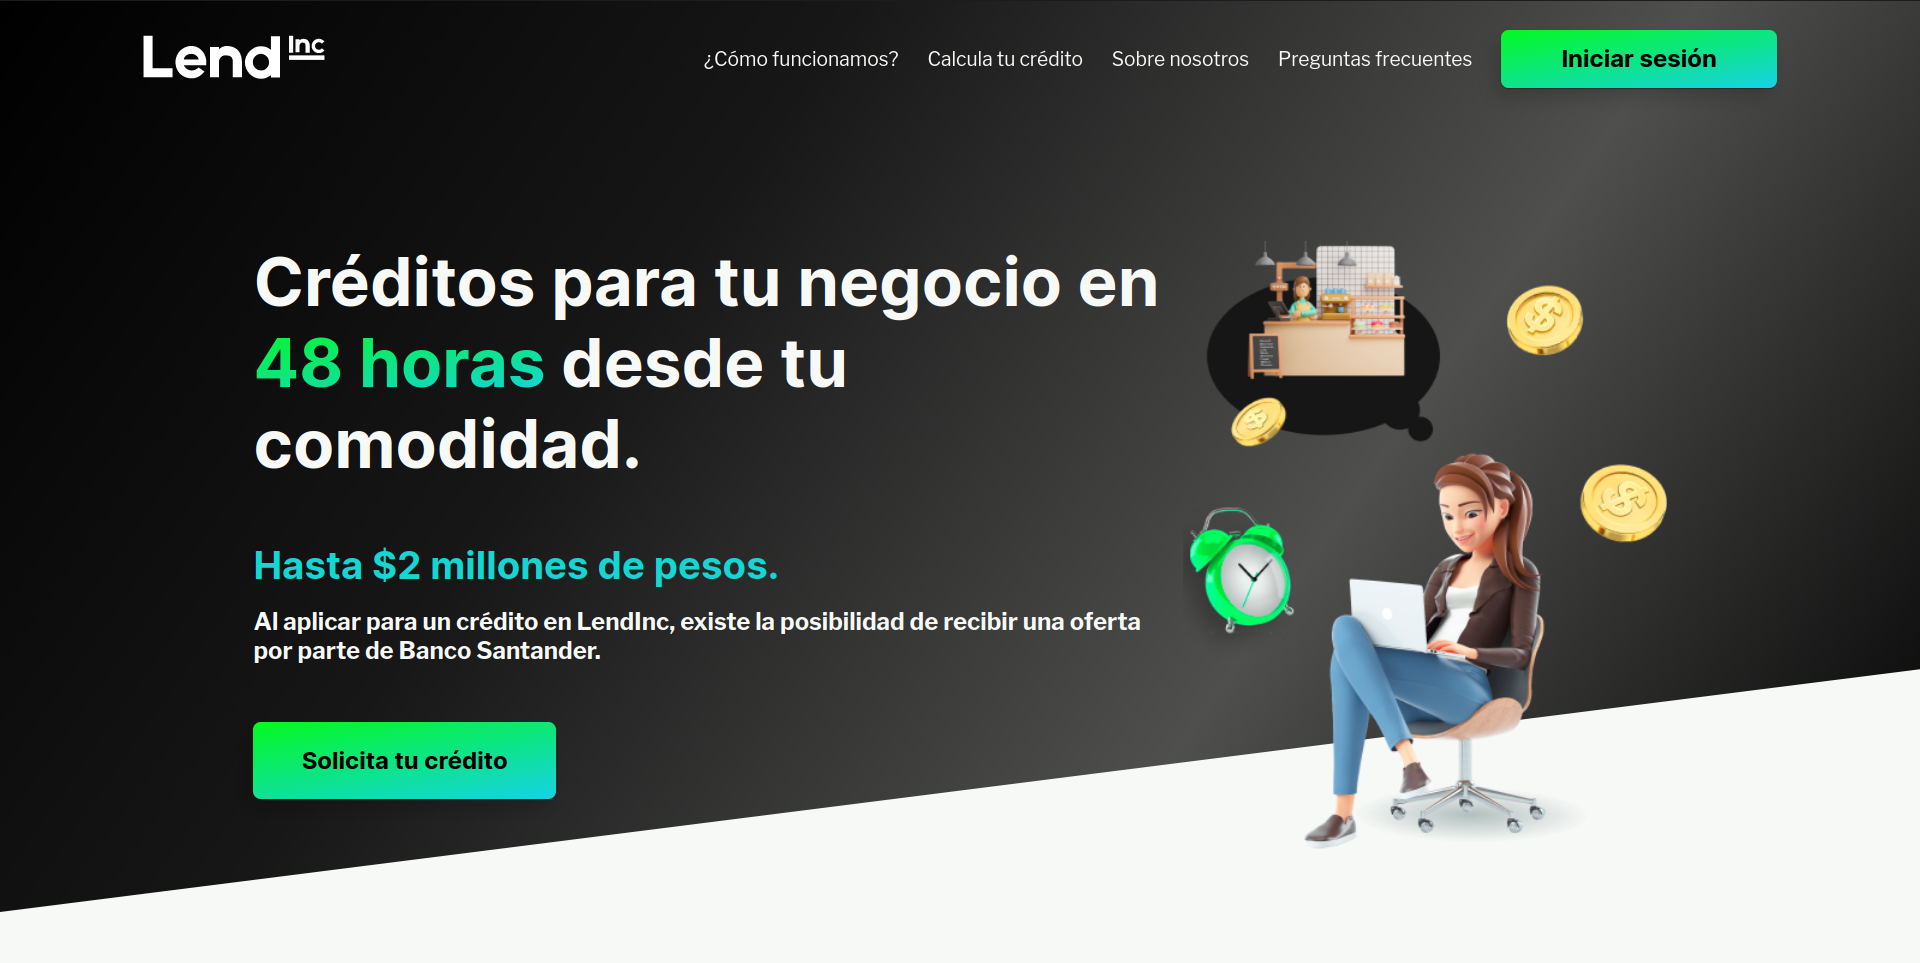 Lend Inc
¿Cómo funcionamos?
Calcula tu crédito
Sobre nosotros
Preguntas frecuentes
Iniciar sesión
Créditos para tu negocio en
48 horas desde tu
comodidad.
Hasta $2 millones de pesos.
Al aplicar para un crédito en LendInc, existe la posibilidad de recibir una oferta
por parte de Banco Santander.
Solicita tu crédito